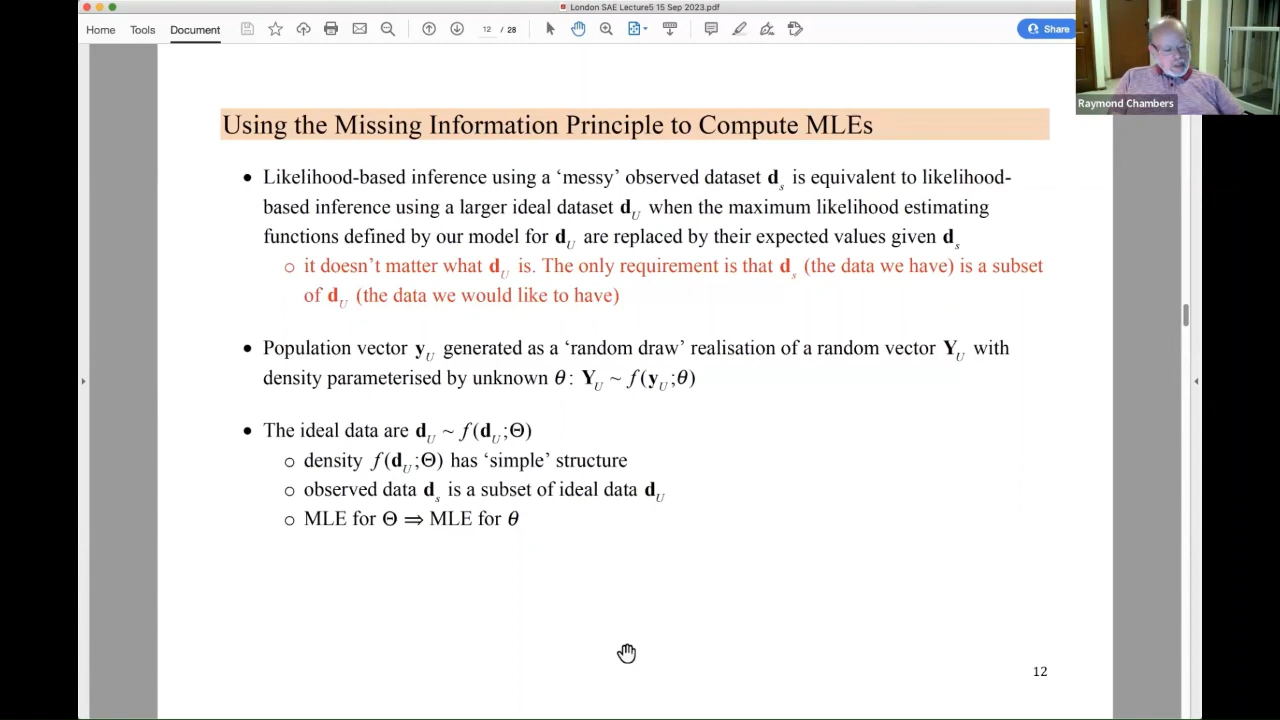 London SAE Lecture5 15 Sep 2023.pdf
Home Tools Document 12 / 28 Share
Raymond Chambers
Using the Missing Information Principle to Compute MLEs
• Likelihood-based inference using a ‘messy’ observed dataset d_s is equivalent to likelihood-
based inference using a larger ideal dataset d_U when the maximum likelihood estimating
functions defined by our model for d_U are replaced by their expected values given d_s
o it doesn’t matter what d_U is. The only requirement is that d_s (the data we have) is a subset
of d_U (the data we would like to have)
• Population vector y_U generated as a ‘random draw’ realisation of a random vector Y_U with
density parameterised by unknown θ: Y_U ~ f(y_U;θ)
• The ideal data are d_U ~ f(d_U;Θ)
o density f(d_U;Θ) has ‘simple’ structure
o observed data d_s is a subset of ideal data d_U
o MLE for Θ ⇒ MLE for θ
12